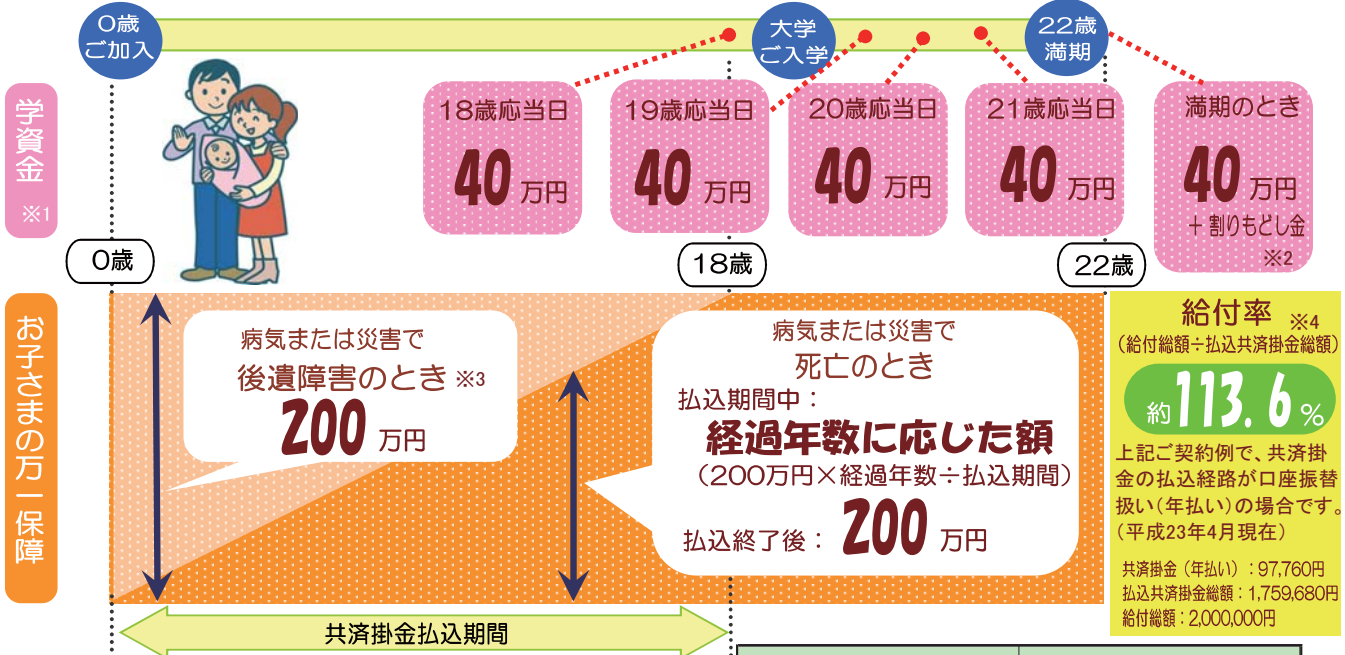 0歳
ご加入
大学
ご入学
22歳
満期
学資金
※1
18歳応当日
40万円
19歳応当日
40万円
20歳応当日
40万円
21歳応当日
40万円
満期のとき
40万円
＋割りもどし金
※2
0歳
18歳
22歳
お子さまの万一保障
病気または災害で
後遺障害のとき※3
200万円
病気または災害で
死亡のとき
払込期間中：
経過年数に応じた額
（200万円×経過年数÷払込期間）
払込終了後：200万円
給付率 ※4
（給付総額÷払込共済掛金総額）
約113.6%
上記ご契約例で、共済掛
金の払込経路が口座振替
扱い（年払い）の場合です。
（平成23年4月現在）
共済掛金（年払い）：97,760円
払込共済掛金総額：1,759,680円
給付総額：2,000,000円
共済掛金払込期間